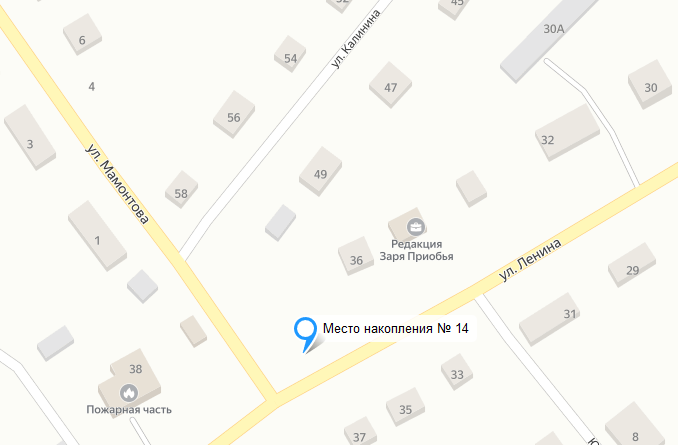 52
45
30А
6
ул. Калинина
54
4
47
30
56
3
32
ул. Мамонтова
49
58
1
Редакция
Заря Приобья
36
ул. Ленина
29
31
Место накопления № 14
38
33
Пожарная часть
35
37
8